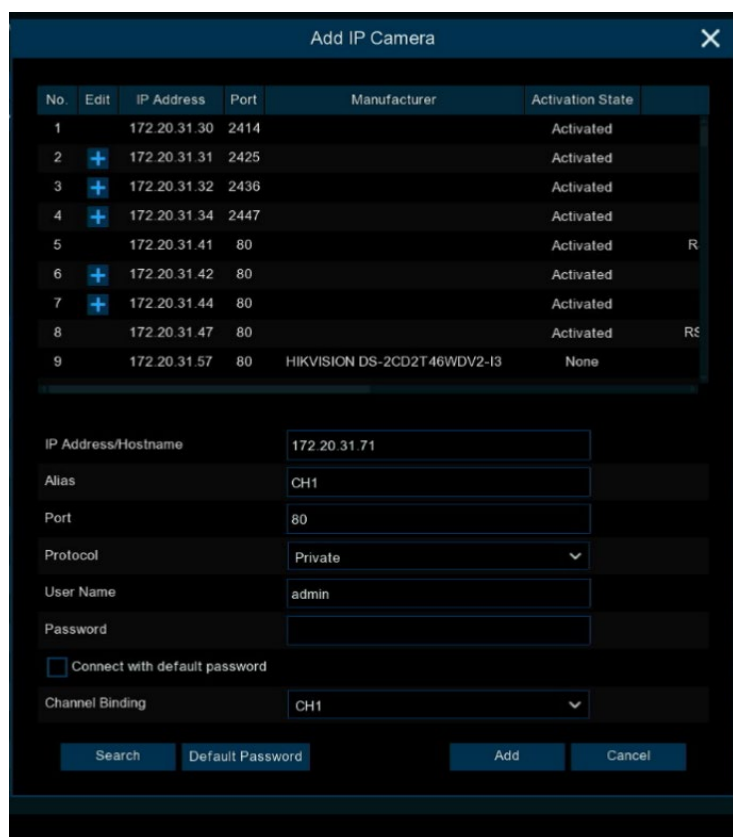 Add IP Camera
No. Edit IP Address Port Manufacturer Activation State
1 172.20.31.30 2414 Activated
2 172.20.31.31 2425 Activated
3 172.20.31.32 2436 Activated
4 172.20.31.34 2447 Activated
5 172.20.31.41 80 Activated R
6 172.20.31.42 80 Activated
7 172.20.31.44 80 Activated
8 172.20.31.47 80 Activated RS
9 172.20.31.57 80 HIKVISION DS-2CD2T46WDV2-I3 None
IP Address/Hostname 172.20.31.71
Alias CH1
Port 80
Protocol Private
User Name admin
Password
Connect with default password
Channel Binding CH1
Search Default Password Add Cancel